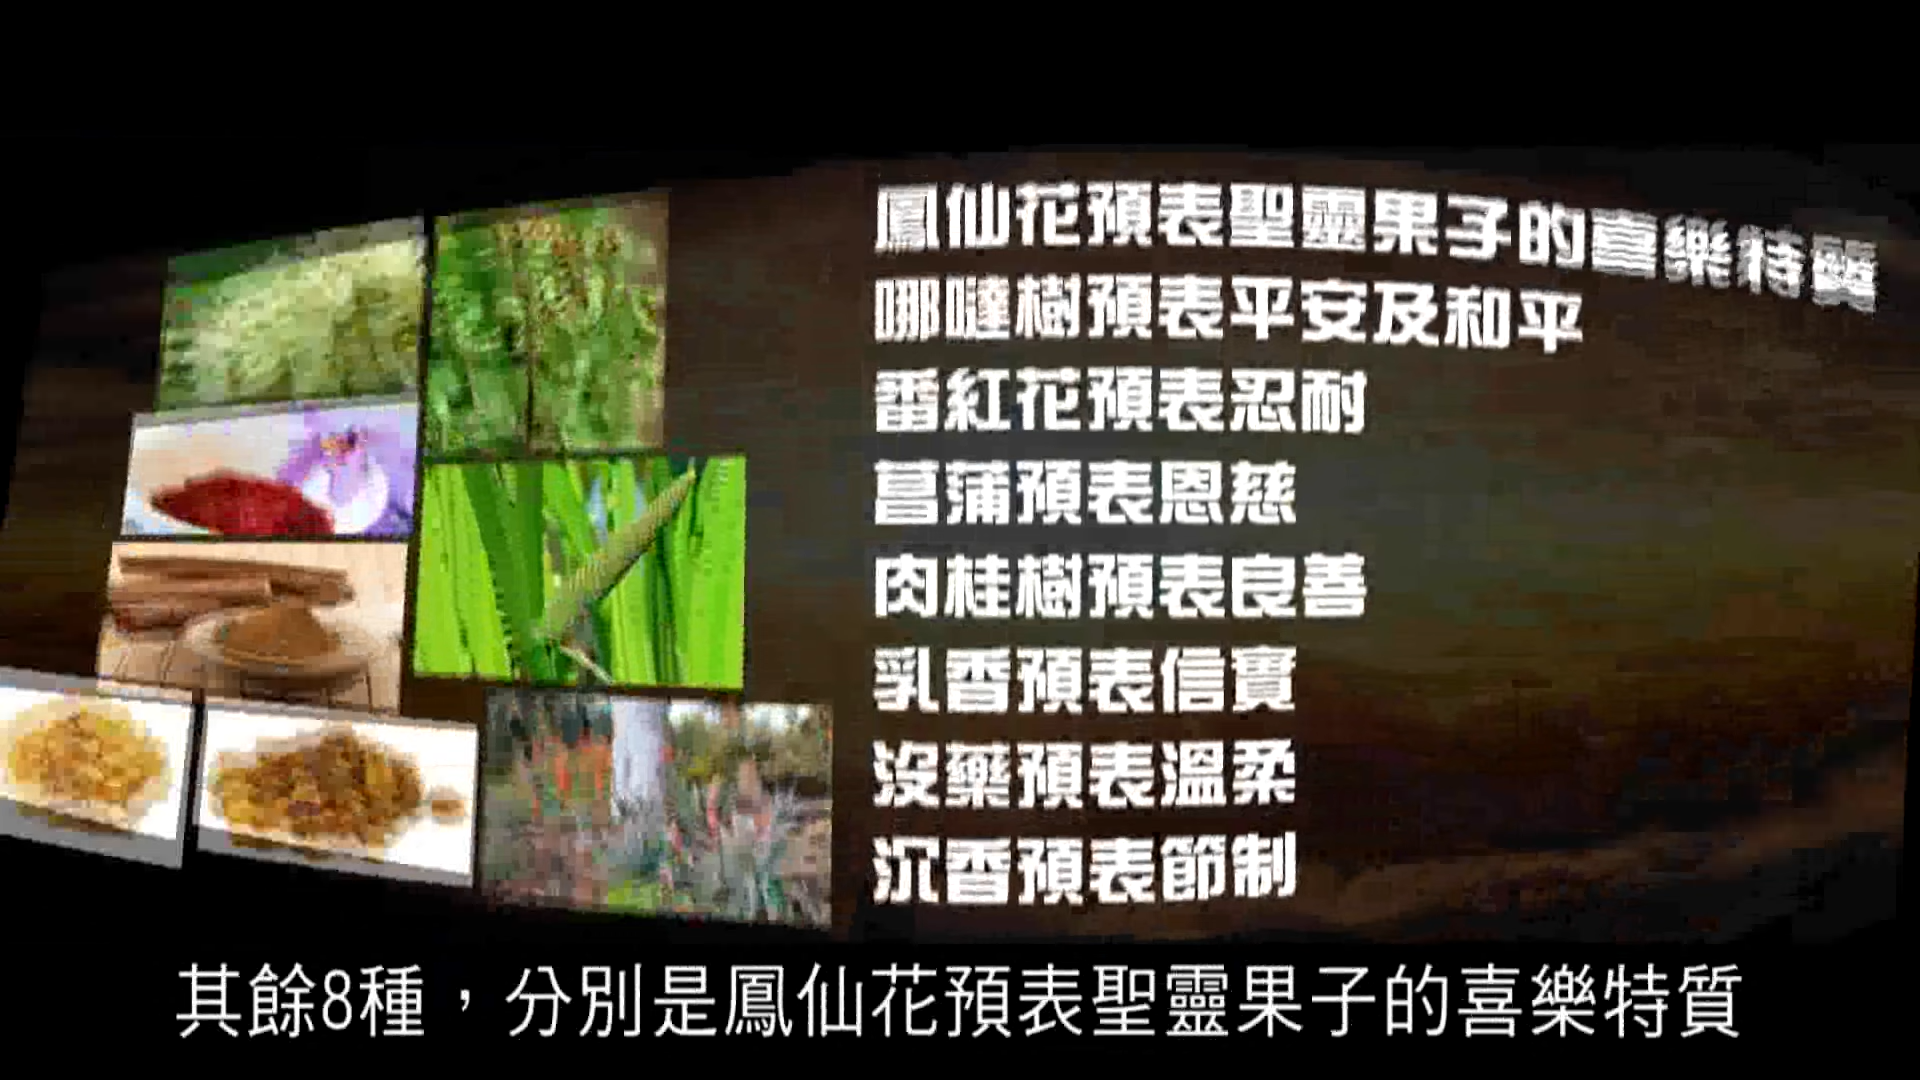 鳳仙花預表聖靈果子的喜樂特質
哪噠樹預表平安及和平
番紅花預表忍耐
菖蒲預表恩慈
肉桂樹預表良善
乳香預表信實
沒藥預表溫柔
沉香預表節制
其餘8種，分別是鳳仙花預表聖靈果子的喜樂特質